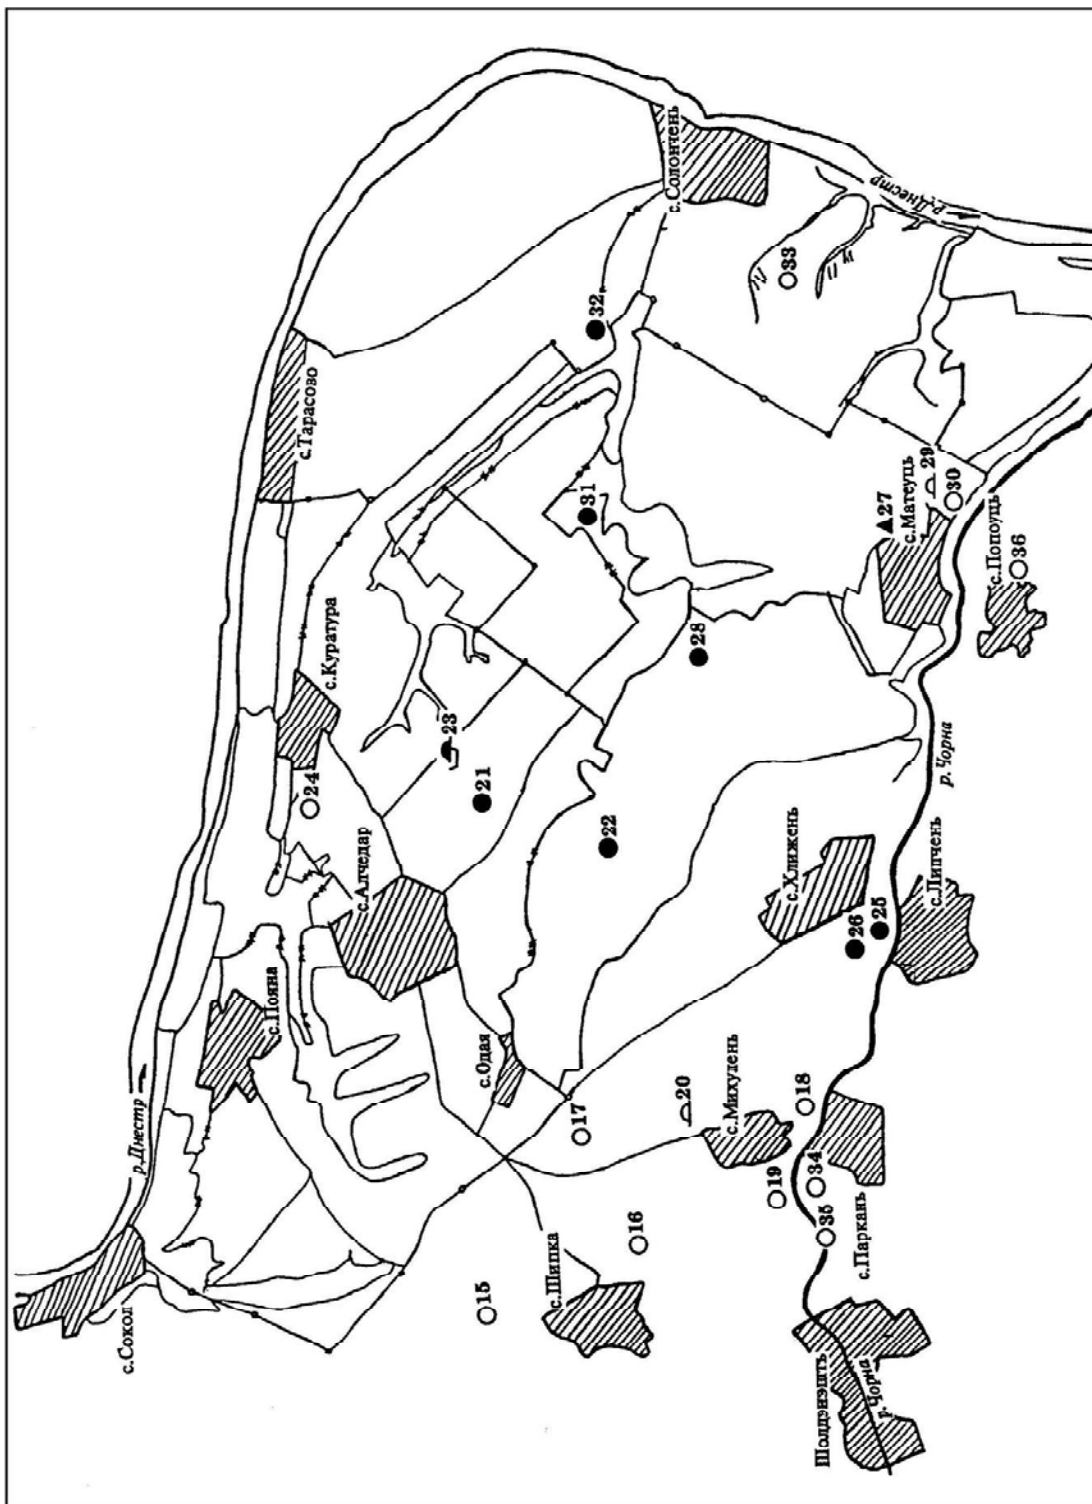 с.Сокол
р.Днестр
с.Пояна
с.Алчедар
24
с.Куратура
с.Тарасово
15
с.Шипка
16
17
с.Одая
21
23
22
31
32
с.Солончень
20
с.Михулень
28
33
р.Днестр
Шолдэнэшть
р. Чорна
с.Паркань
35
34
19
18
26
25
с.Хлижень
с.Липчень
р. Чорна
27
с.Матеуць
29
30
с.Попоуць
36